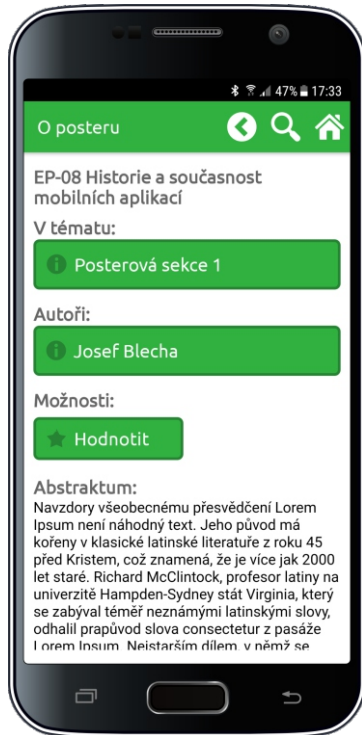 47% 17:33
O posteru
EP-08 Historie a současnost
mobilních aplikací
V tématu:
Posterová sekce 1
Autoři:
Josef Blecha
Možnosti:
Hodnotit
Abstraktum:
Navzdory všeobecnému přesvědčení Lorem
Ipsum není náhodný text. Jeho původ má
kořeny v klasické latinské literatuře z roku 45
před Kristem, což znamená, že je více jak 2000
let staré. Richard McClintock, profesor latiny na
univerzitě Hampden-Sydney stát Virginia, který
se zabýval téměř neznámými latinskými slovy,
odhalil prapůvod slova consectetur z pasáže
Lorem Ipsum. Nejstarším dílem, v němž se